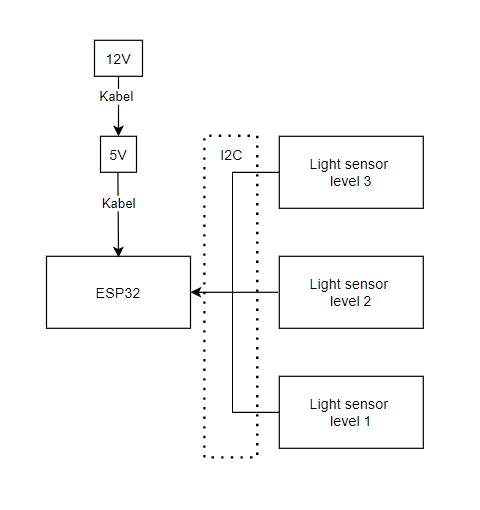 12V
Kabel
5V
I2C
Light sensor
level 3
Kabel
ESP32
Light sensor
level 2
Light sensor
level 1